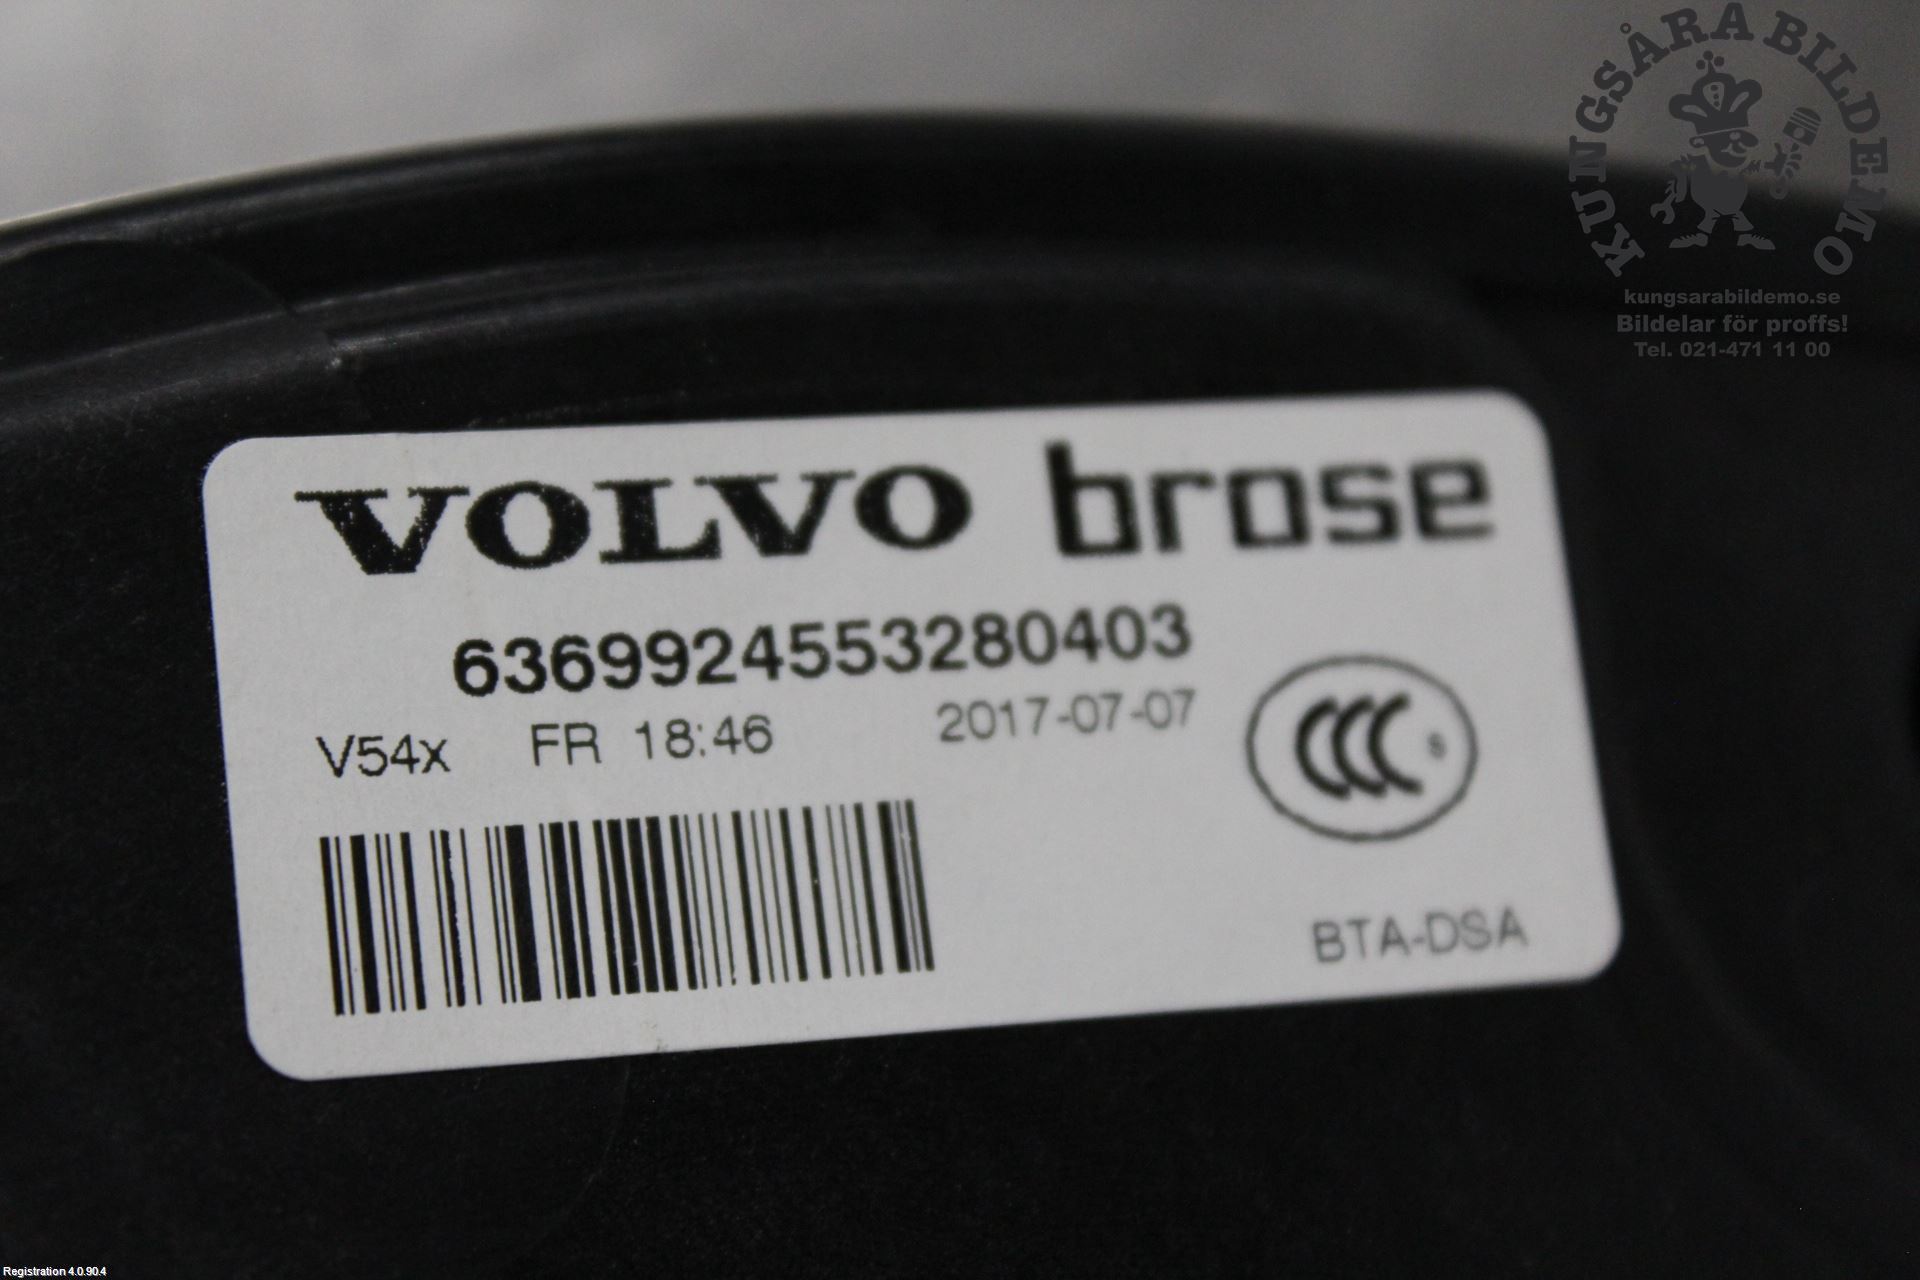 KUNGSÅRA BILDEMO
kungsarabildemo.se
Bildelar för proffs!
Tel. 021-471 11 00
VOLVO brose
6369924553280403
V54x FR 18:46 2017-07-07
CCC S
BTA-DSA
Registration 4.0.90.4